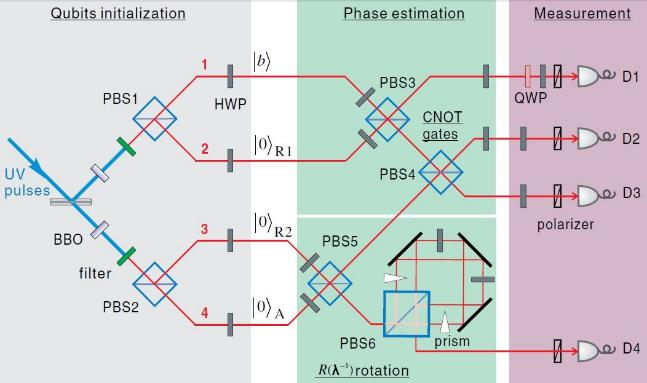 Qubits initialization
Phase estimation
Measurement
1
|b⟩
PBS1
HWP
PBS3
D1
QWP
2
|0⟩R1
CNOT
gates
D2
UV
pulses
PBS4
D3
BBO
3
|0⟩R2
polarizer
filter
PBS5
PBS2
4
|0⟩A
PBS6
prism
D4
R(λ⁻¹)rotation